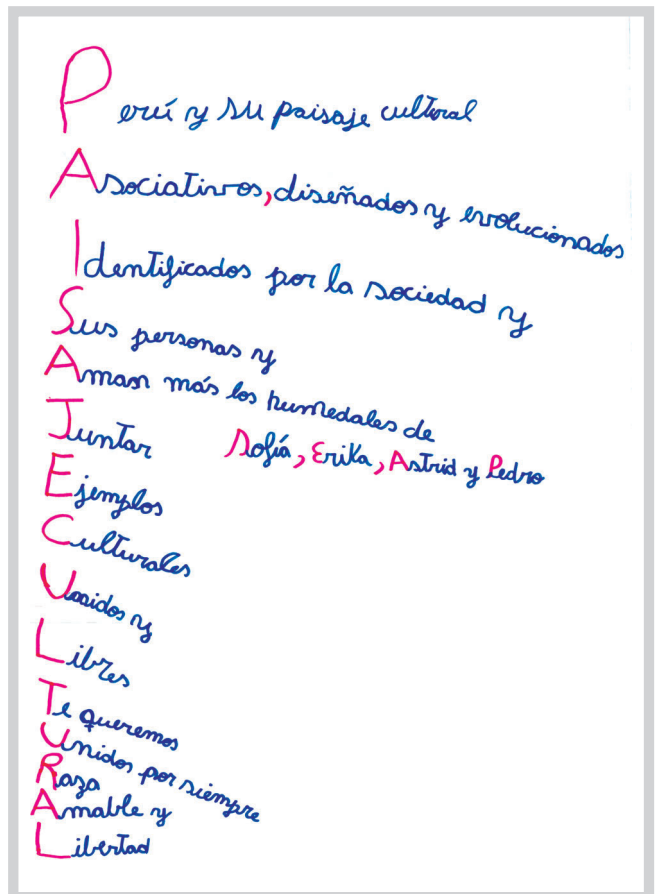 Perú y su paisaje cultural
Asociativos, diseñados y evolucionados
Identificados por la sociedad y
Sus personas y
Aman más los humedales de
Juntar Sofía, Erika, Astrid y Pedro
Ejemplos
Culturales
Unidos y
Libres
Te queremos
Unidos por siempre
Raza
Amable y
Libertad